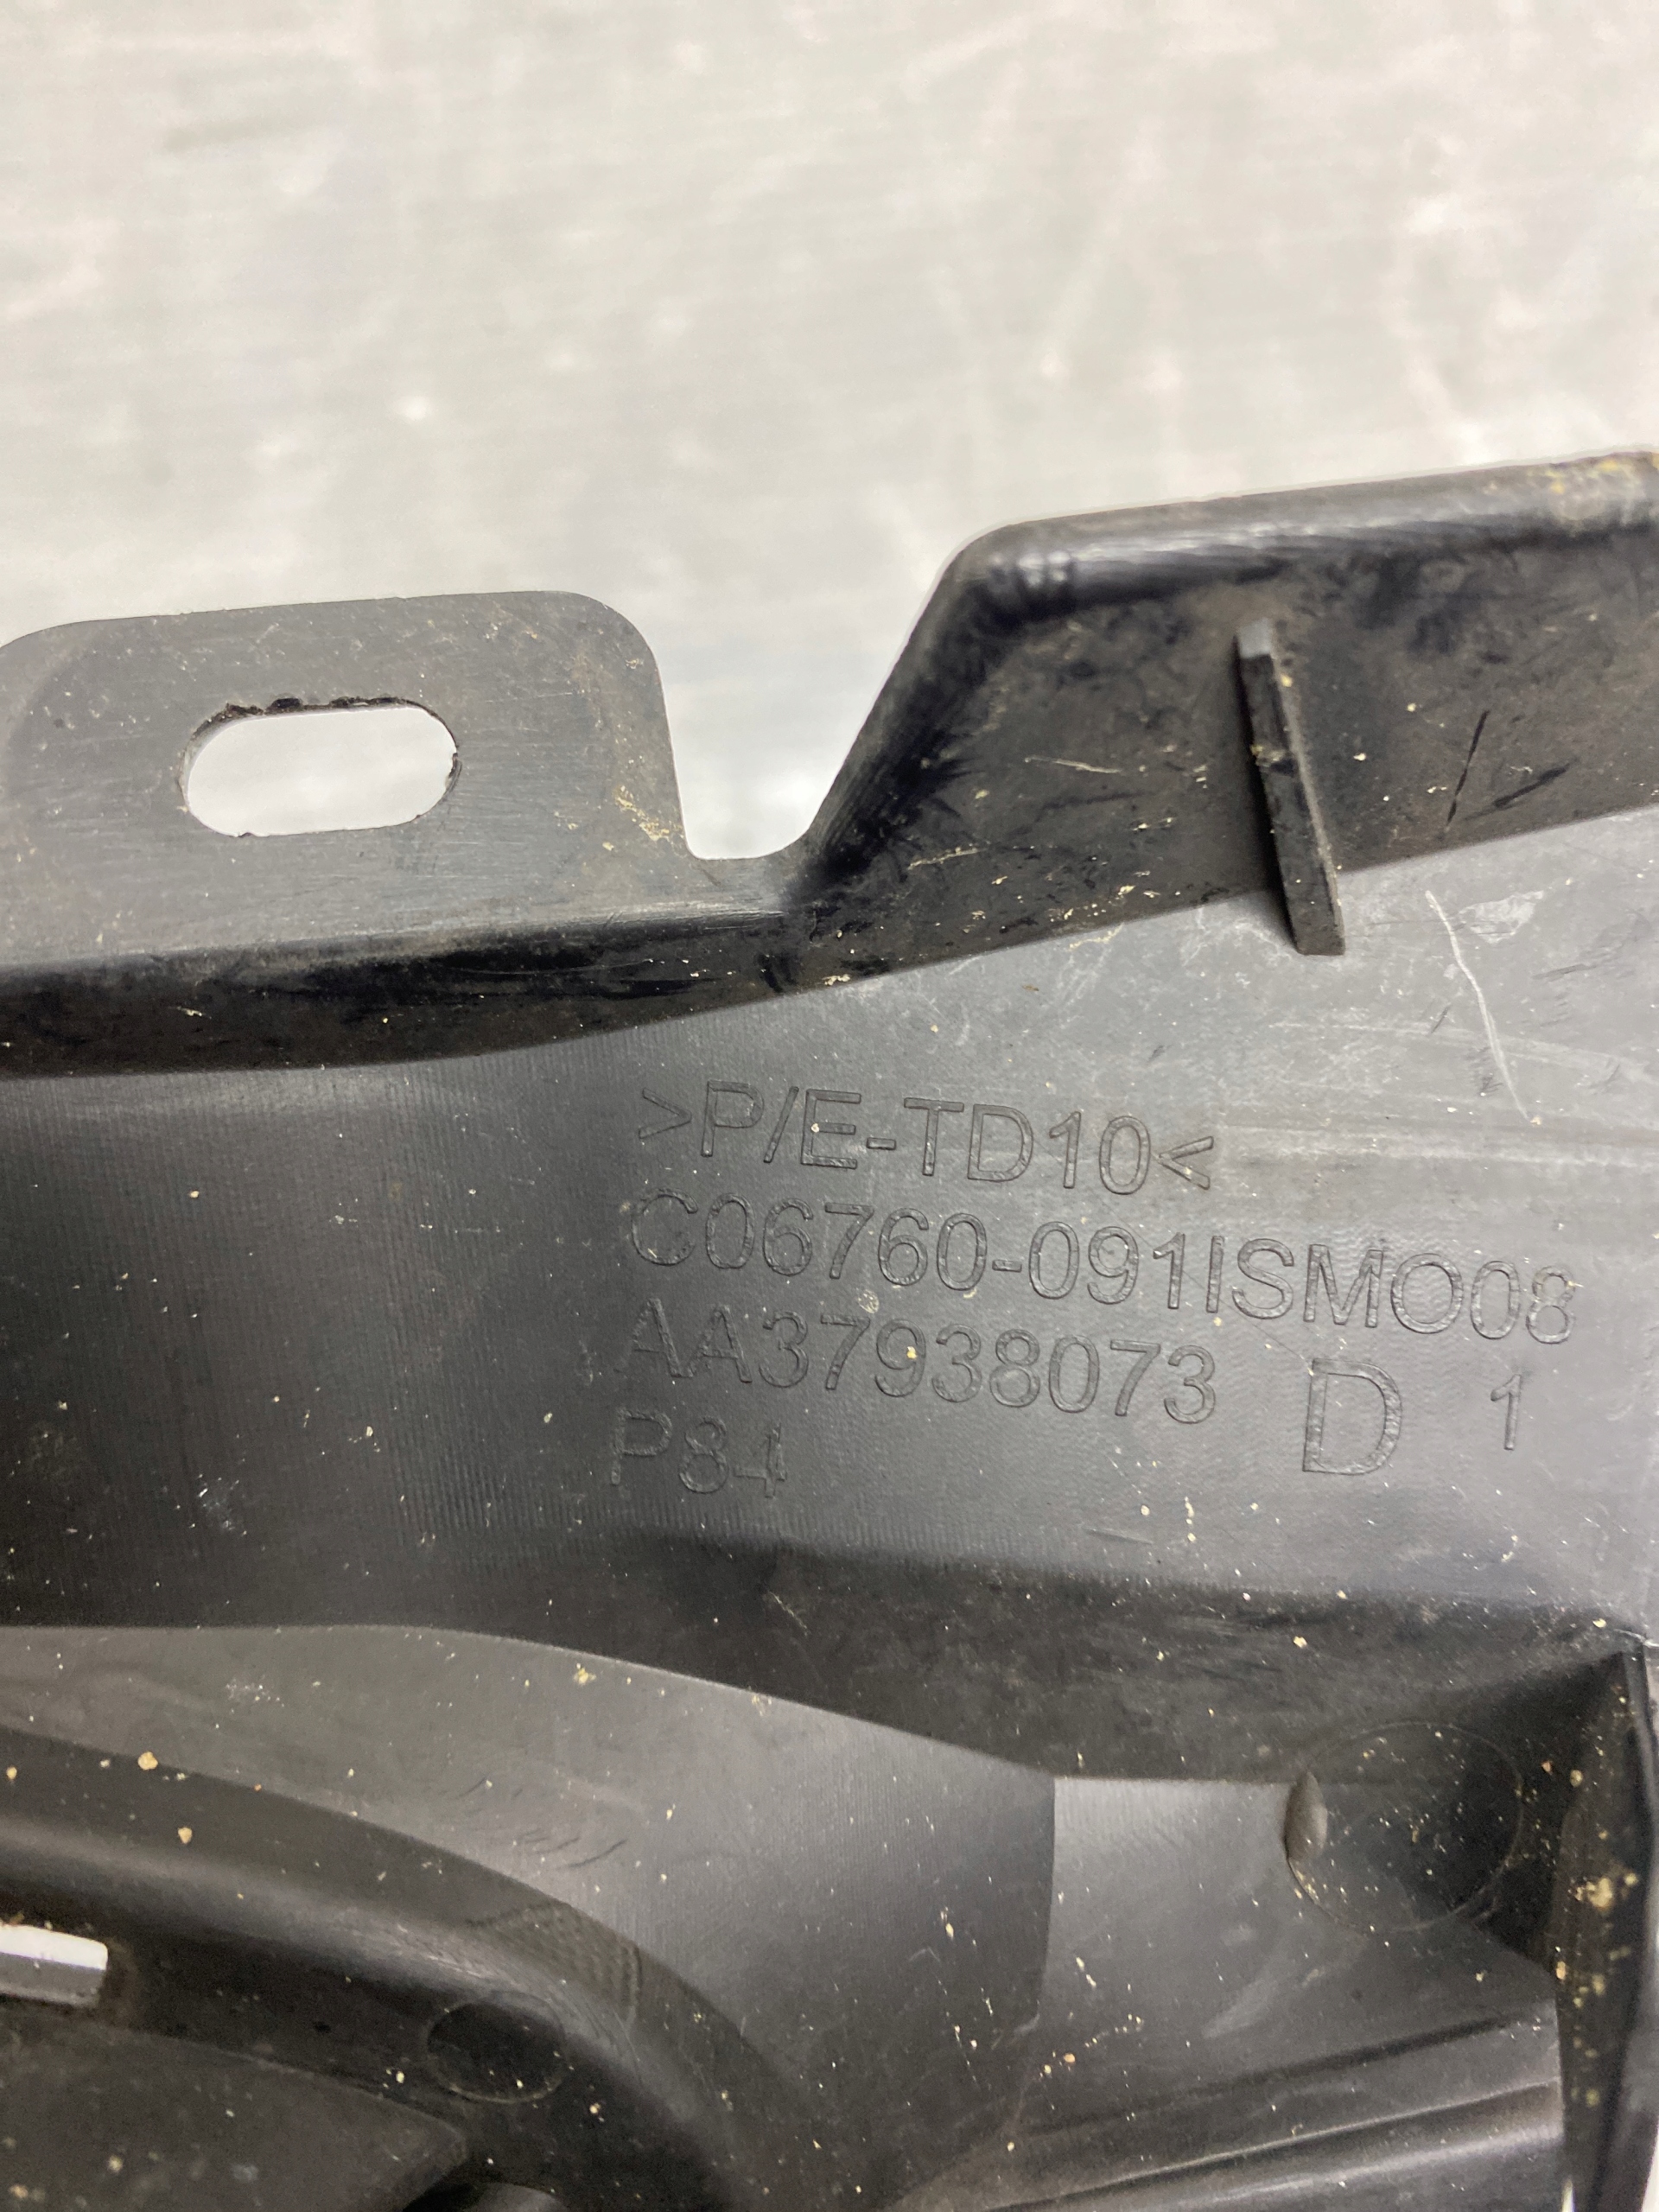 >P/E-TD10<
C06760-091ISMO08
AA37938073 D 1
P84